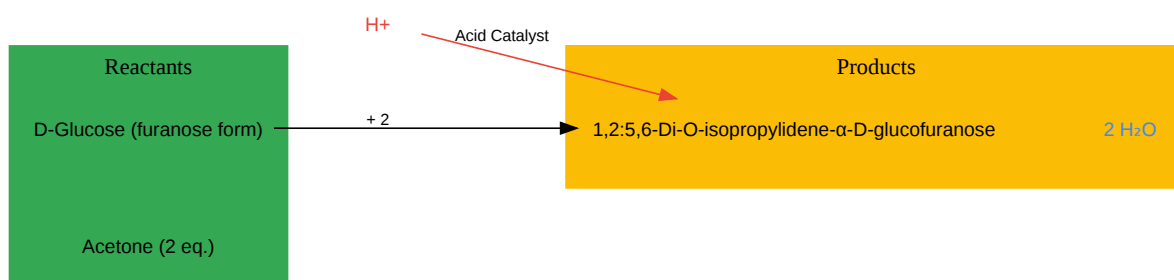 H+
Acid Catalyst
Reactants
Products
D-Glucose (furanose form)
+ 2
1,2:5,6-Di-O-isopropylidene-α-D-glucofuranose
2 H₂O
Acetone (2 eq.)